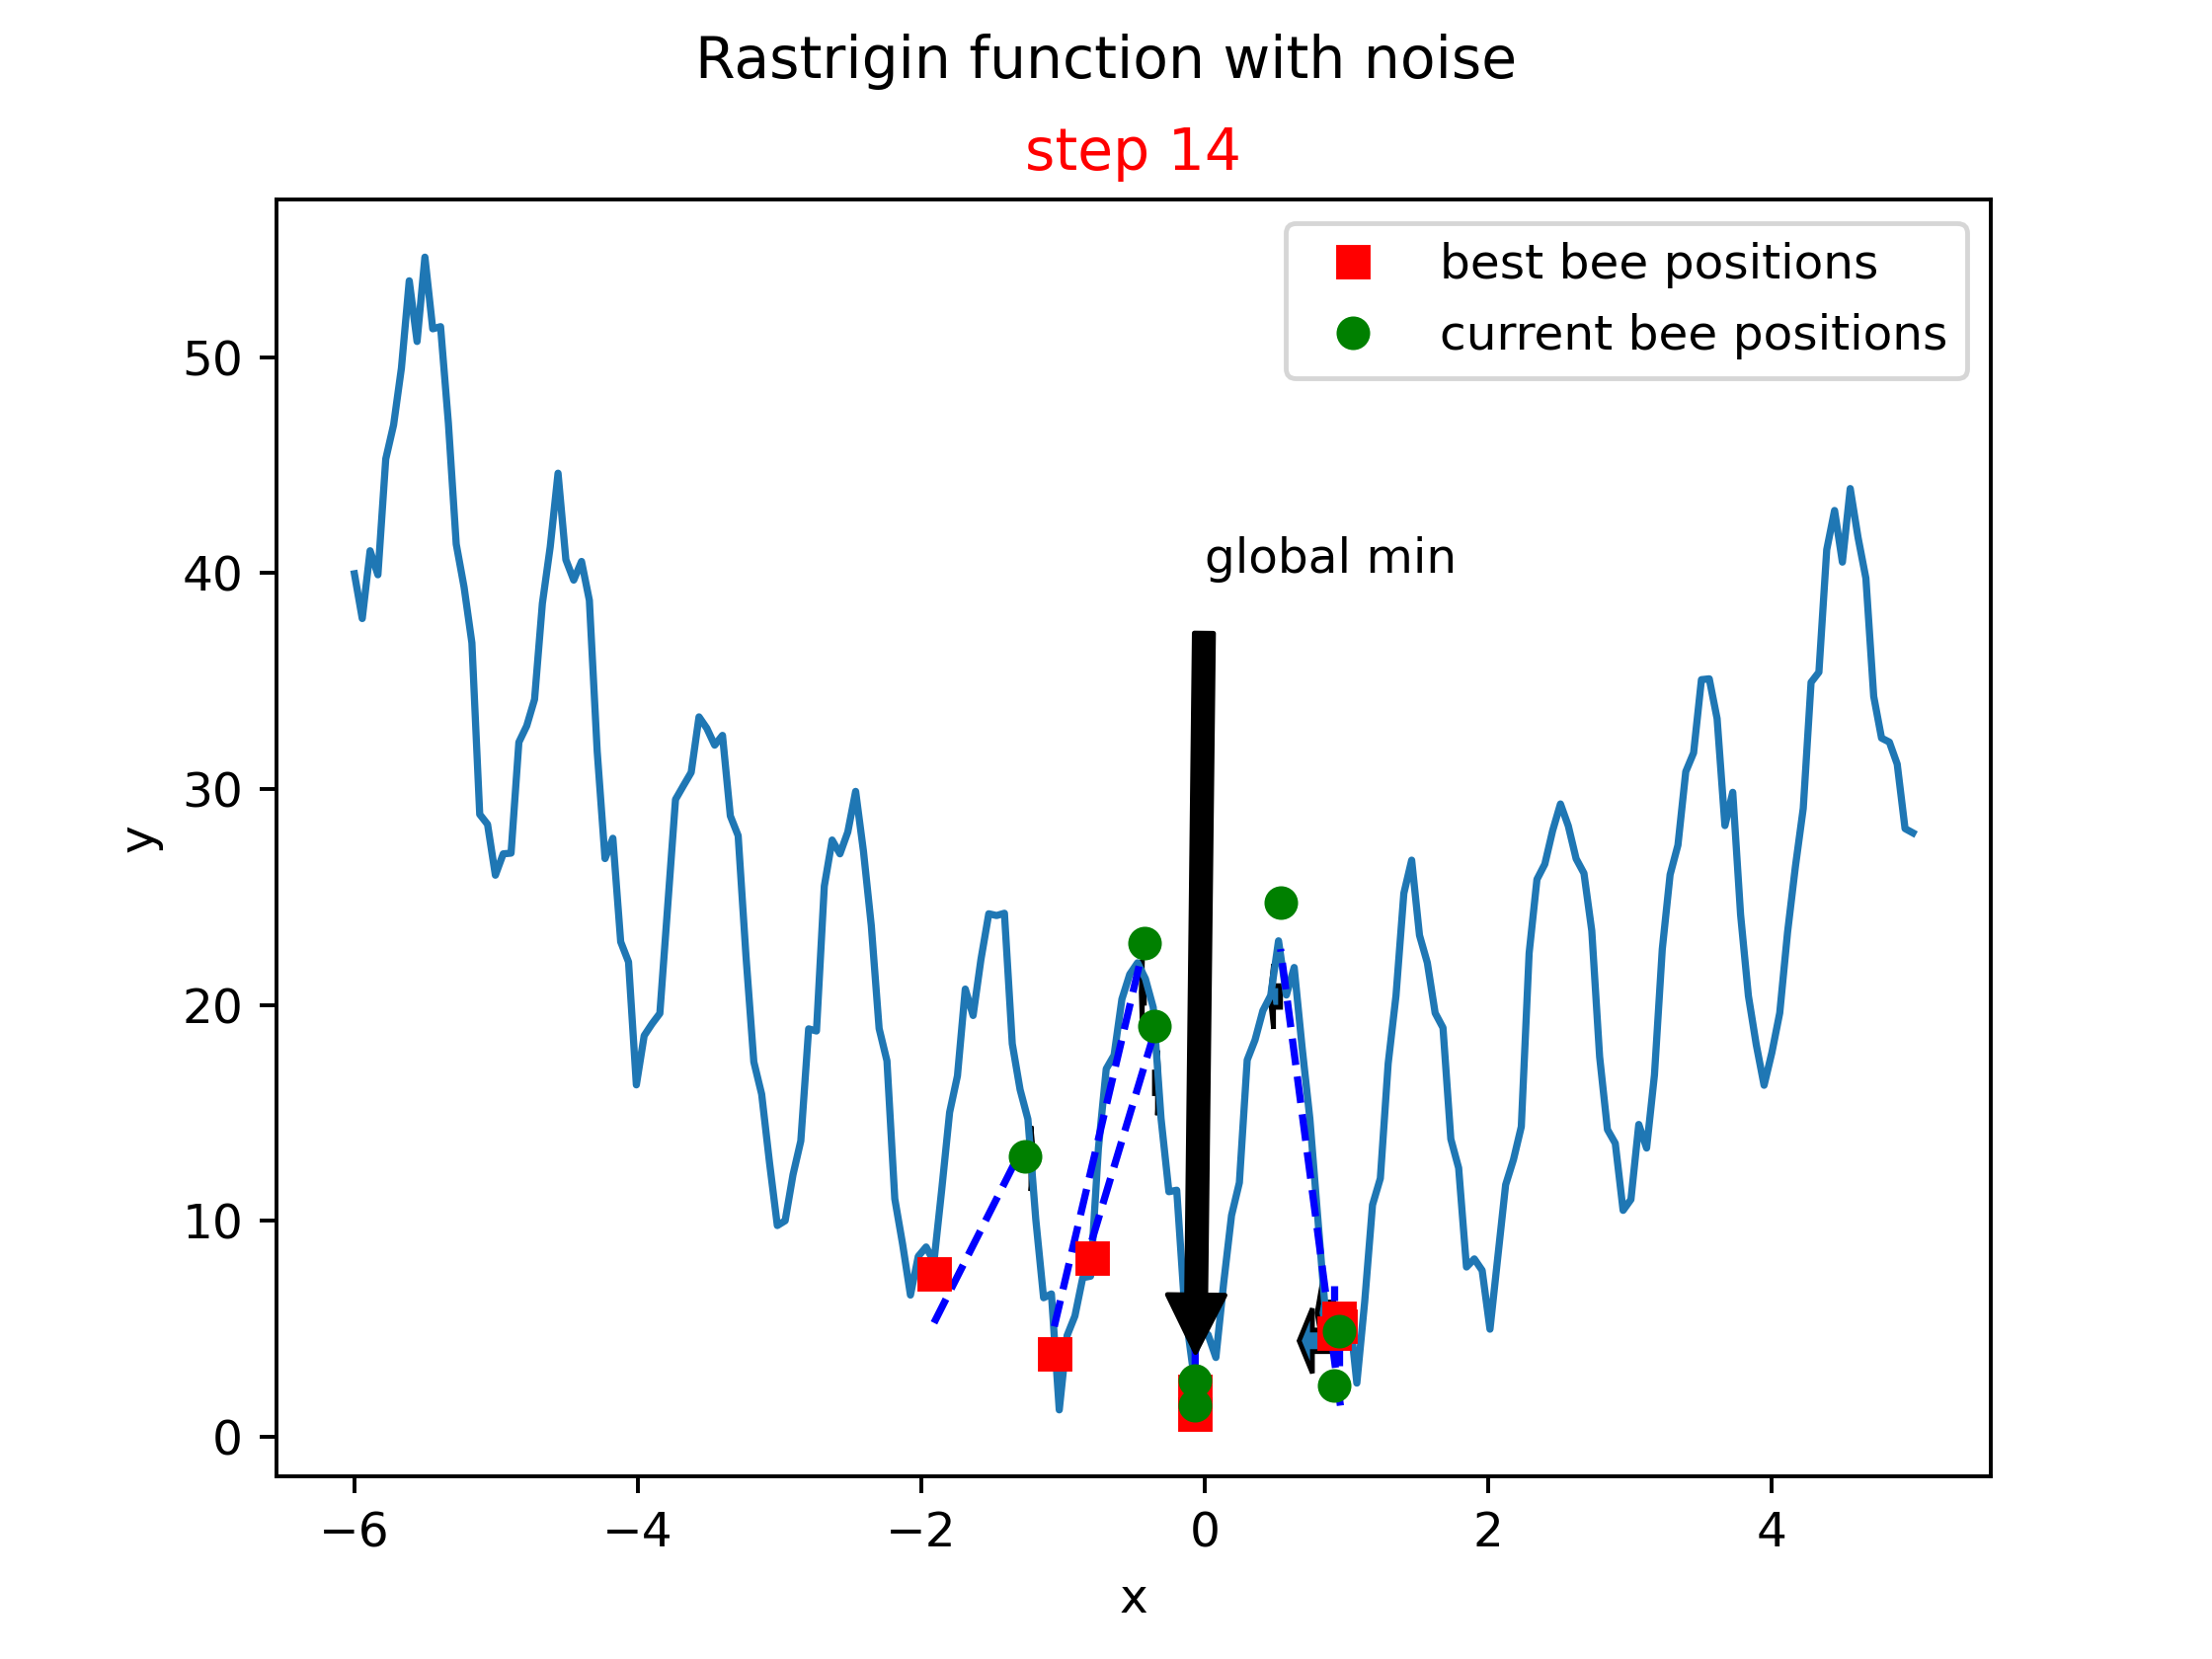 Rastrigin function with noise
step 14
best bee positions
current bee positions
global min
50
40
30
20
10
0
y
−6 −4 −2 0 2 4
x